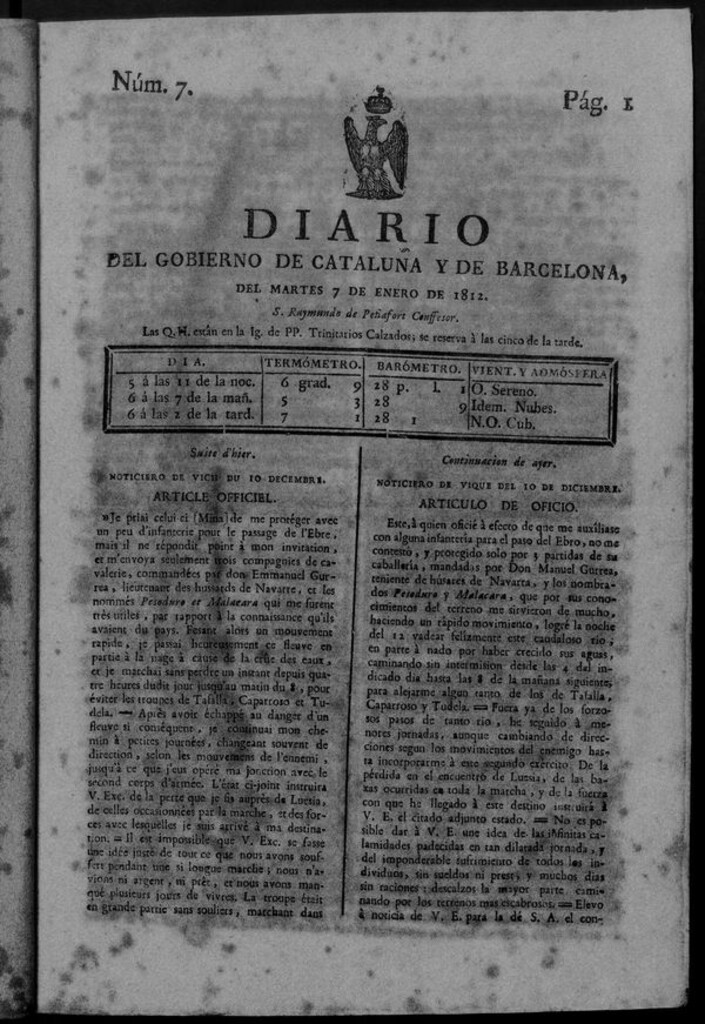 Núm. 7.
Pág. 1
DIARIO
DEL GOBIERNO DE CATALUÑA Y DE BARCELONA,
DEL MARTES 7 DE ENERO DE 1812.
S. Raymundo de Peñafort Confesor.
Las Q. H. están en la Ig. de PP. Trinitarios Calzados; se reserva à las cinco de la tarde.
DIA. TERMÓMETRO. BARÓMETRO. VIENT. Y ADMÓSFERA
5 á las 11 de la noc. 6 grad. 9 28 p. l. 1 O. Sereno.
6 á las 7 de la mañ. 5 3 28 9 Idem. Nubes.
6 á las 2 de la tard. 7 1 28 1 N.O. Cub.
Suite d'hier.
NOTICIERO DE VICH DU 10 DECEMBRE.
ARTICLE OFFICIEL.
»Je priai celui-ci (Mina) de me protéger avec
un peu d'infanterie pour le passage de l'Ebre,
mais il ne répondit point à mon invitation,
et m'envoya seulement trois compagnies de ca-
valerie, commandées par don Emmanuel Gur-
rea, lieutenant des hussards de Navarre, et les
nommés Pesoduro et Malacara qui me furent
très utiles, par rapport à la connaissance qu'ils
avaient du pays. Fesant alors un mouvement
rapide, je passai heureusement ce fleuve en
partie à la nage à cause de la crue des eaux,
et je marchai sans perdre un instant depuis qua-
tre heures dudit jour jusqu'au matin du 8, pour
éviter les troupes de Tafalla, Caparroso et Tu-
dela. — Après avoir échappé au danger d'un
fleuve si conséquent, je continuai mon che-
min à petites journées, changeant souvent de
direction, selon les mouvemens de l'ennemi,
jusqu'à ce que j'eus opéré ma jonction avec le
second corps d'armée. L'état ci-joint instruira
V. Exc. de la perte que je fis auprès de Luesia,
de celles occasionnées par la marche, et des for-
ces avec lesquelles je suis arrivé à ma destina-
tion. = Il est impossible que V. Exc. se fasse
une idée juste de tout ce que nous avons souf-
fert pendant une si longue marche; nous n'a-
vions ni argent, ni prêt, et nous avons man-
qué plusieurs jours de vivres. La troupe était
en grande partie sans souliers, marchant dans
Continuacion de ayer.
NOTICIERO DE VIQUE DEL 10 DE DICIEMBRE.
ARTICULO DE OFICIO.
Este, à quien oficié à efecto de que me auxiliase
con alguna infanteria para el paso del Ebro, no me
contestó, y protegido solo por 3 partidas de su
caballeria, mandadas por Don Manuel Gurrea,
teniente de húsares de Navarra, y los nombra-
dos Pesoduro y Malacara, que por sus cono-
cimientos del terreno me sirvieron de mucho,
haciendo un rápido movimiento, logré la noche
del 12 vadear felizmente este caudaloso rio;
en parte à nado por haber crecido sus aguas,
caminando sin intermision desde las 4 del in-
dicado dia hasta las 8 de la mañana siguiente,
para alejarme algun tanto de los de Tafalla,
Caparroso y Tudela. = Fuera ya de los forzo-
sos pasos de tanto rio, he seguido à me-
nores jornadas, aunque cambiando de direc-
ciones segun los movimientos del enemigo has-
ta incorporarme à este segundo exército. De la
pérdida en el encuentro de Luesia, de las ba-
xas ocurridas en toda la marcha, y de la fuerza
con que he llegado à este destino instruirá à
V. E. el citado adjunto estado. = No es po-
sible dar à V. E. una idea de las infinitas ca-
lamidades padecidas en tan dilatada jornada, y
del imponderable sufrimiento de todos los in-
dividuos, sin sueldos ni prest, y muchos dias
sin raciones: descalzos la mayor parte cami-
nando por los terrenos mas escabrosos. = Elevo
à noticia de V. E. para la de S. A. el con-